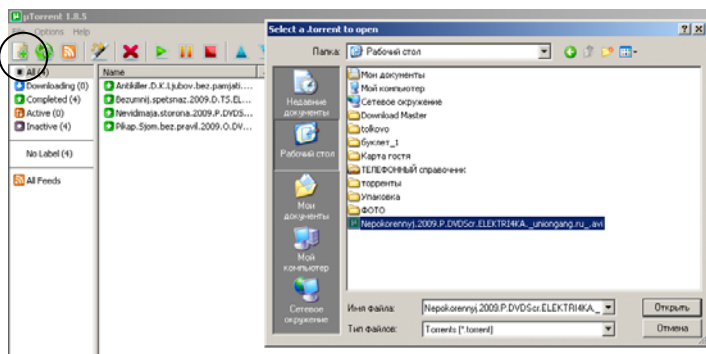 µTorrent 1.8.5
File Options Help
All (4)
Downloading (0)
Completed (4)
Active (0)
Inactive (4)
No Label (4)
All Feeds
Name
Antikiller.D.K.Ljubov.bez.pamjati....
Bezumnij.spetsnaz.2009.D.TS.EL...
Nevidmaja.storona.2009.P.DVDS...
Pikap.Sjom.bez.pravil.2009.O.DV...
Select a .torrent to open
Папка:
Рабочий стол
Недавние документы
Рабочий стол
Мои документы
Мой компьютер
Сетевое окружение
Мои документы
Мой компьютер
Сетевое окружение
Download Master
tolkovo
буклет_1
Карта гостя
ТЕЛЕФОННЫЙ справочник
торренты
Упаковка
ФОТО
Nepokorennyj.2009.P.DVDScr.ELEKTRI4KA._uniongang.ru_.avi
Имя файла:
Nepokorennyj.2009.P.DVDScr.ELEKTRI4KA._
Открыть
Тип файлов:
Torrents (*.torrent)
Отмена